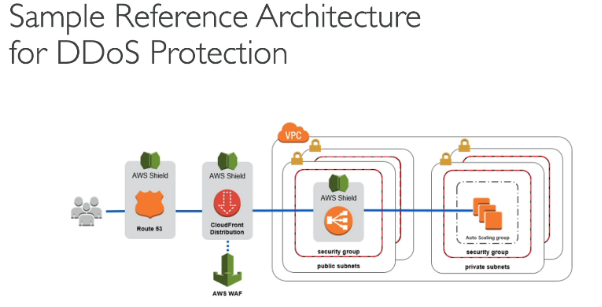 Sample Reference Architecture
for DDoS Protection
VPC
AWS Shield
Route 53
AWS Shield
CloudFront
Distribution
AWS WAF
AWS Shield
security group
public subnets
Auto Scaling group
security group
private subnets